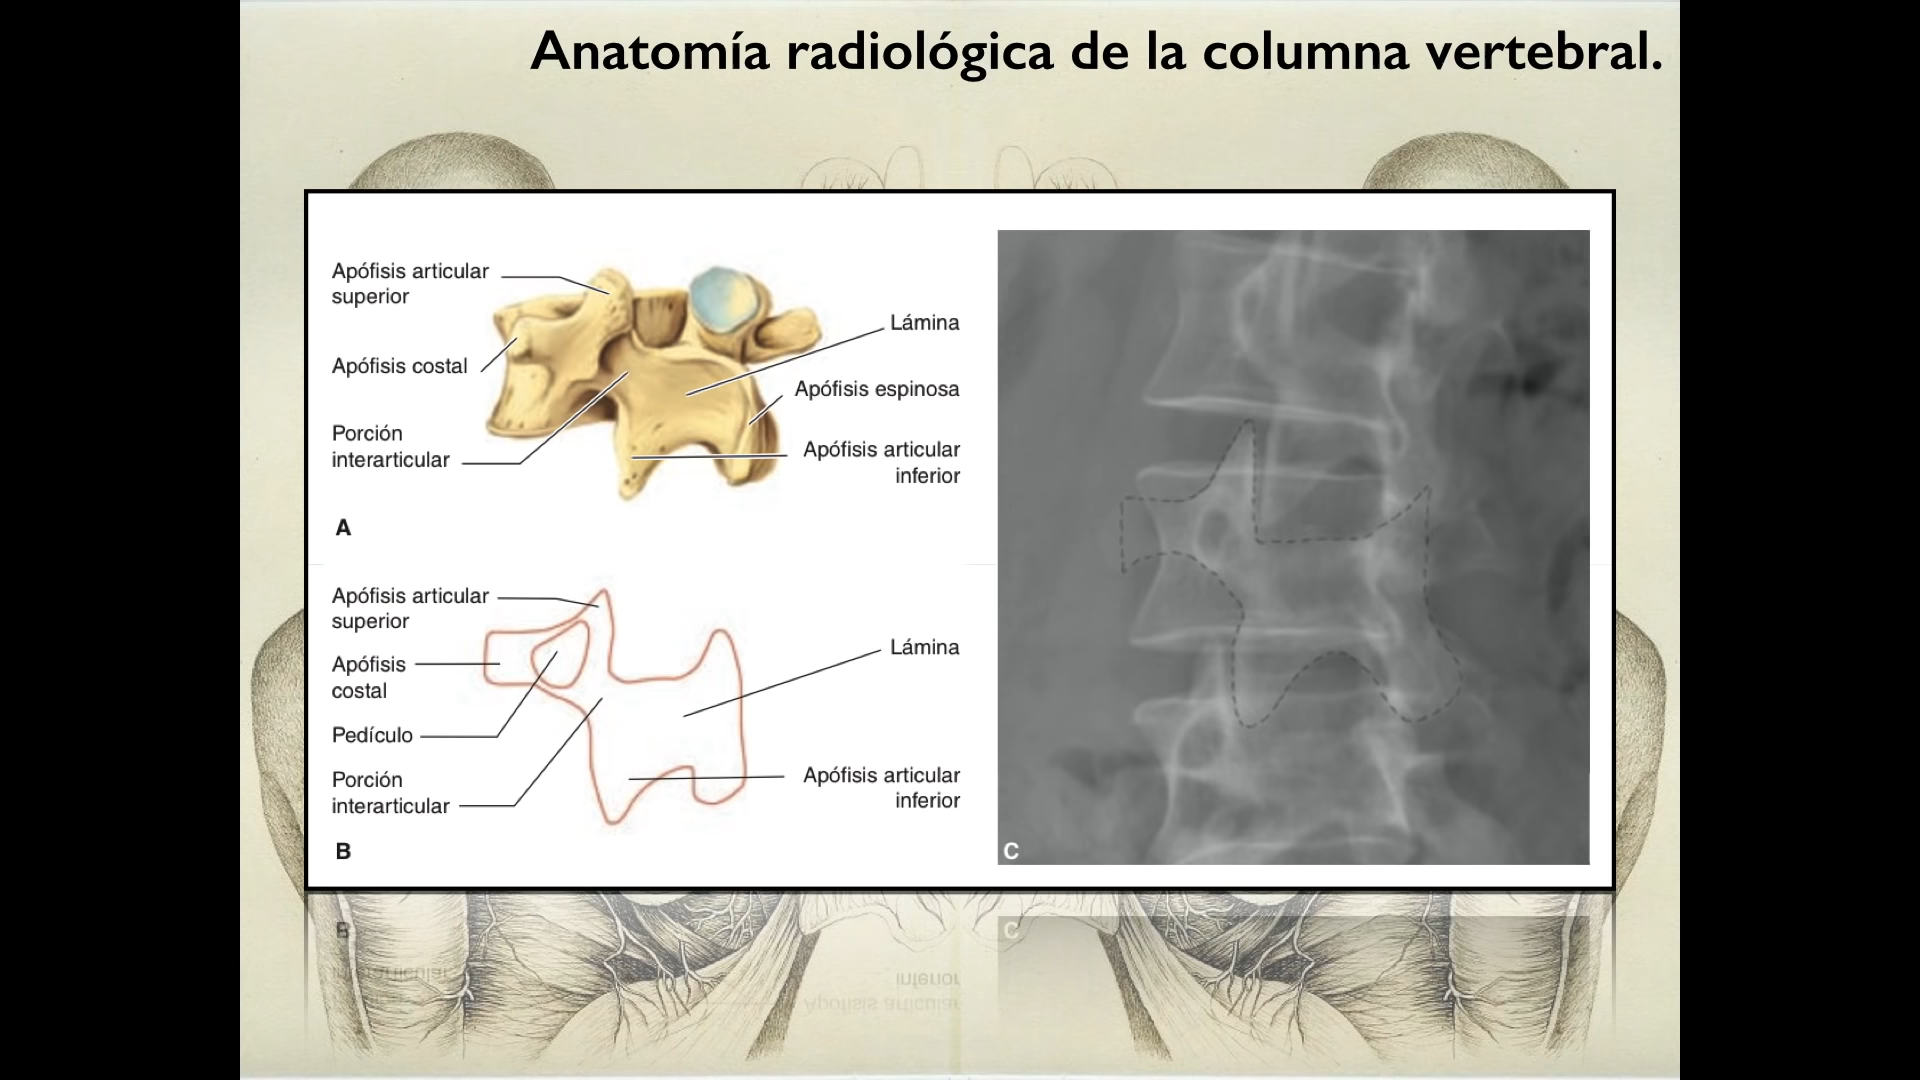 Anatomía radiológica de la columna vertebral.
Apófisis articular
superior
Apófisis costal
Porción
interarticular
Lámina
Apófisis espinosa
Apófisis articular
inferior
A
Apófisis articular
superior
Apófisis
costal
Pedículo
Porción
interarticular
Lámina
Apófisis articular
inferior
B
C